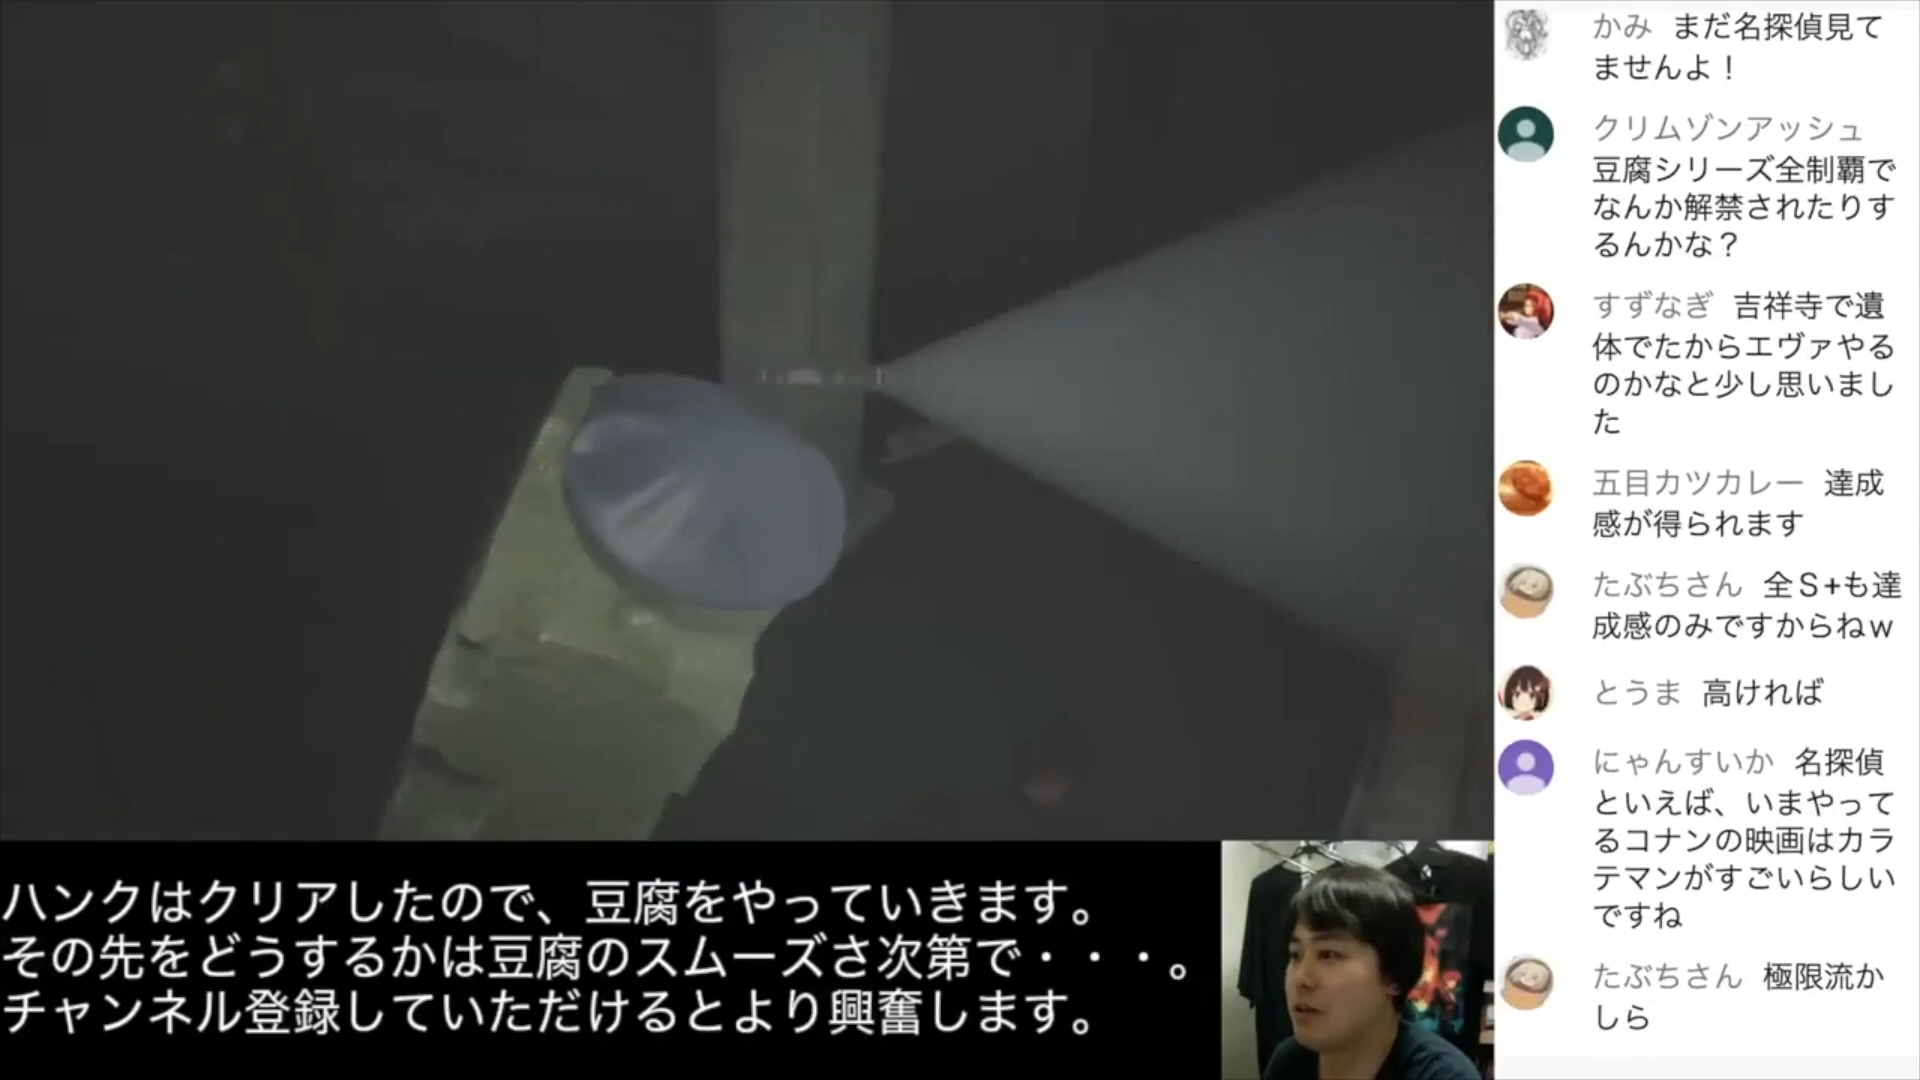 かみ まだ名探偵見て
ませんよ！
クリムゾンアッシュ
豆腐シリーズ全制覇で
なんか解禁されたりす
るんかな？
すずなぎ 吉祥寺で遺
体でたからエヴァやる
のかなと少し思いまし
た
五目カツカレー 達成
感が得られます
たぶちさん 全Ｓ+も達
成感のみですからねｗ
とうま 高ければ
にゃんすいか 名探偵
といえば、いまやって
るコナンの映画はカラ
テマンがすごいらしい
ですね
たぶちさん 極限流か
しら
ハンクはクリアしたので、豆腐をやっていきます。
その先をどうするかは豆腐のスムーズさ次第で・・・。
チャンネル登録していただけるとより興奮します。